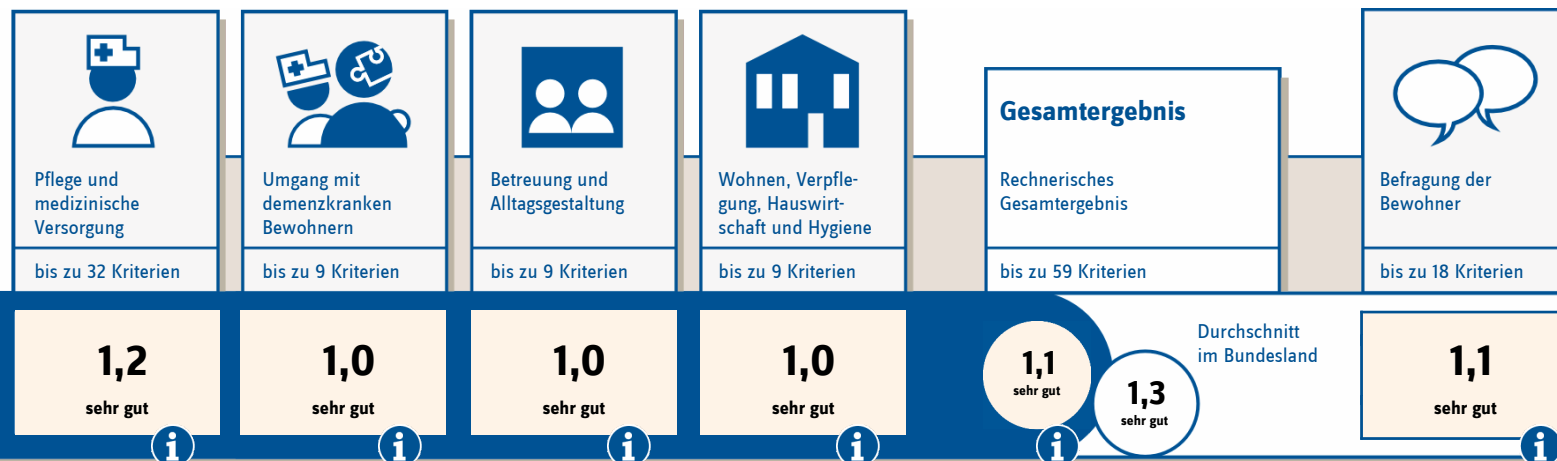 Pflege und
medizinische
Versorgung
bis zu 32 Kriterien
1,2
sehr gut
i
Umgang mit
demenzkranken
Bewohnern
bis zu 9 Kriterien
1,0
sehr gut
i
Betreuung und
Alltagsgestaltung
bis zu 9 Kriterien
1,0
sehr gut
i
Wohnen, Verpfle-
gung, Hauswirt-
schaft und Hygiene
bis zu 9 Kriterien
1,0
sehr gut
i
Gesamtergebnis
Rechnerisches
Gesamtergebnis
bis zu 59 Kriterien
1,1
sehr gut
i
Durchschnitt
im Bundesland
1,3
sehr gut
Befragung der
Bewohner
bis zu 18 Kriterien
1,1
sehr gut
i